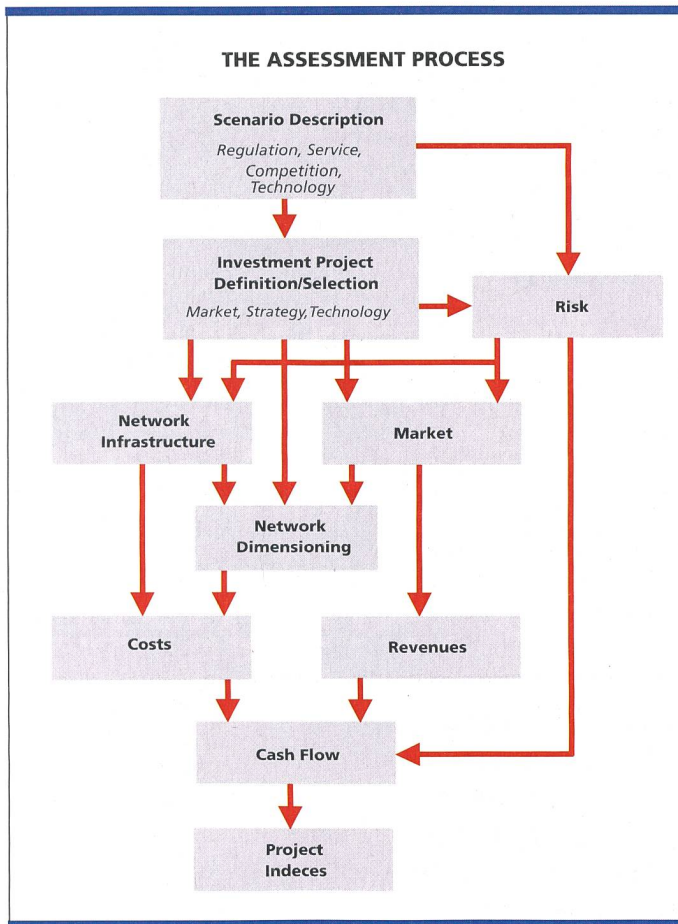 THE ASSESSMENT PROCESS
Scenario Description
Regulation, Service,
Competition,
Technology
Investment Project
Definition/Selection
Market, Strategy,Technology
Risk
Network
Infrastructure
Market
Network
Dimensioning
Costs
Revenues
Cash Flow
Project
Indeces